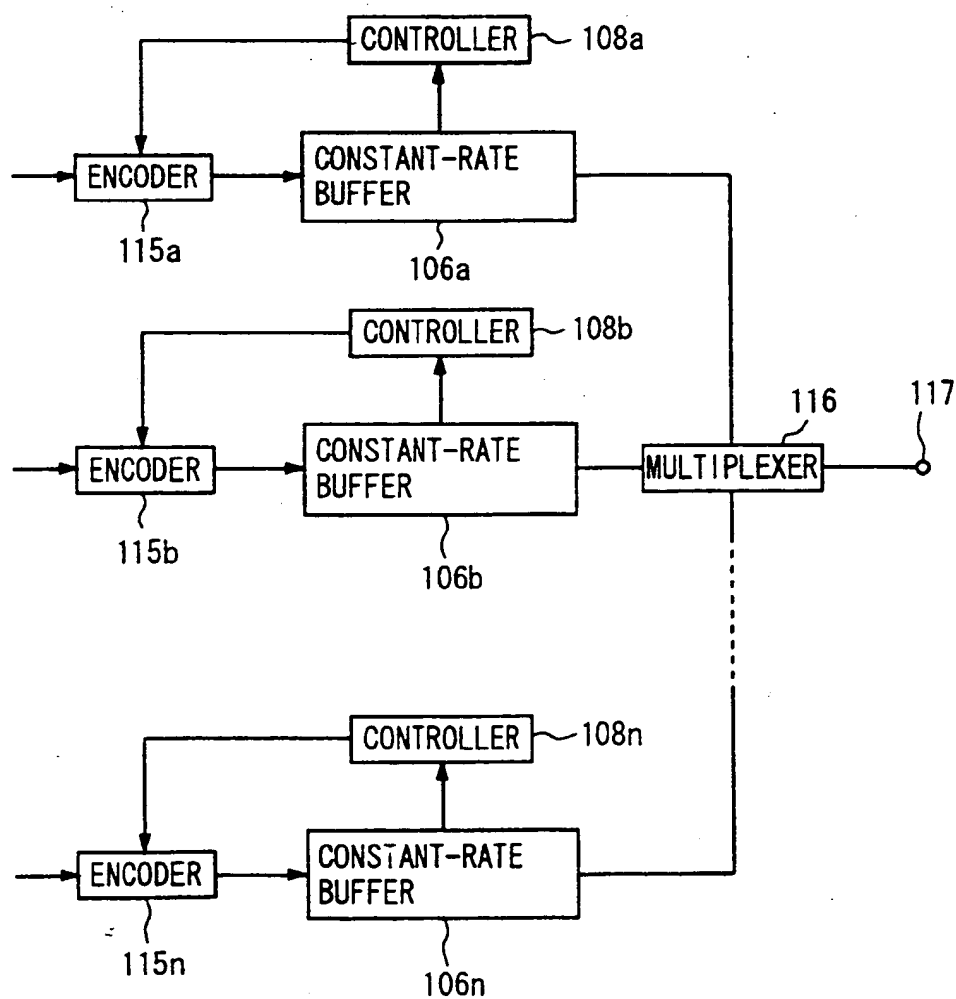 CONTROLLER
108a
ENCODER
CONSTANT-RATE
BUFFER
115a
106a
CONTROLLER
108b
ENCODER
CONSTANT-RATE
BUFFER
116
117
MULTIPLEXER
115b
106b
CONTROLLER
108n
ENCODER
CONSTANT-RATE
BUFFER
115n
106n